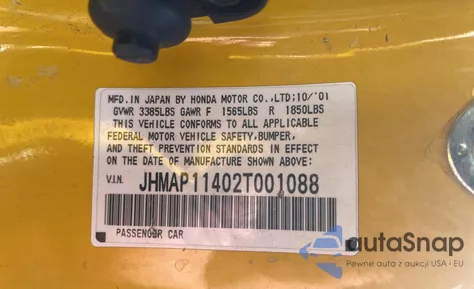 MFD.IN JAPAN BY HONDA MOTOR CO.,LTD:10/'01
GVWR 3385LBS GAWR F 1565LBS R 1850LBS
THIS VEHICLE CONFORMS TO ALL APPLICABLE
FEDERAL MOTOR VEHICLE SAFETY,BUMPER,
AND THEFT PREVENTION STANDARDS IN EFFECT
ON THE DATE OF MANUFACTURE SHOWN ABOVE:
V.I.N. JHMAP11402T001088
PASSENGER CAR
autoSnap
Pewne auta z aukcji USA i EU